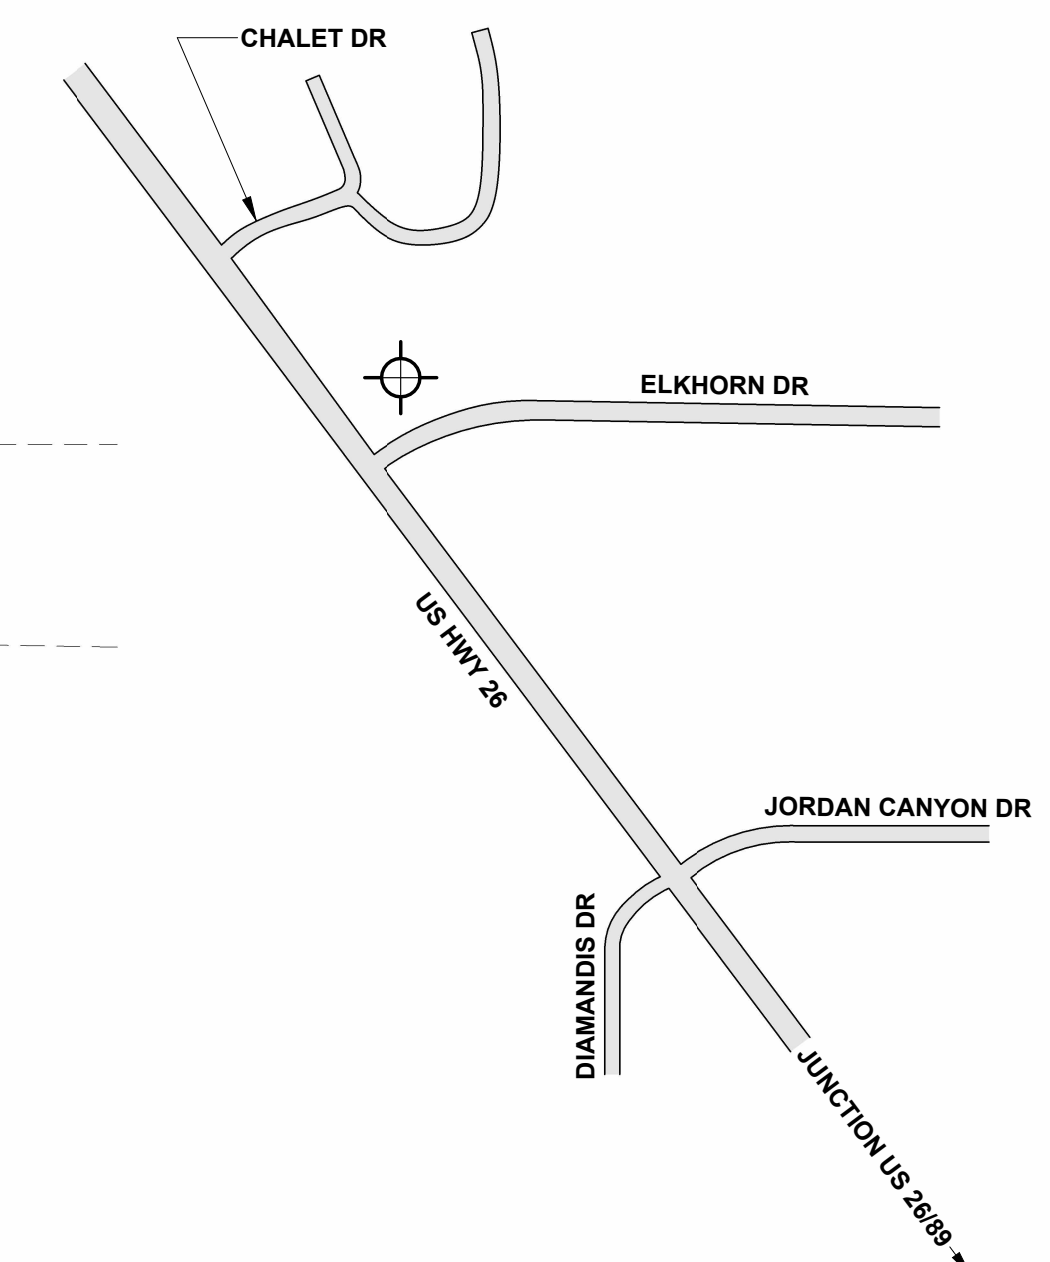 CHALET DR
ELKHORN DR
US HWY 26
JORDAN CANYON DR
DIAMANDIS DR
JUNCTION US 26/89